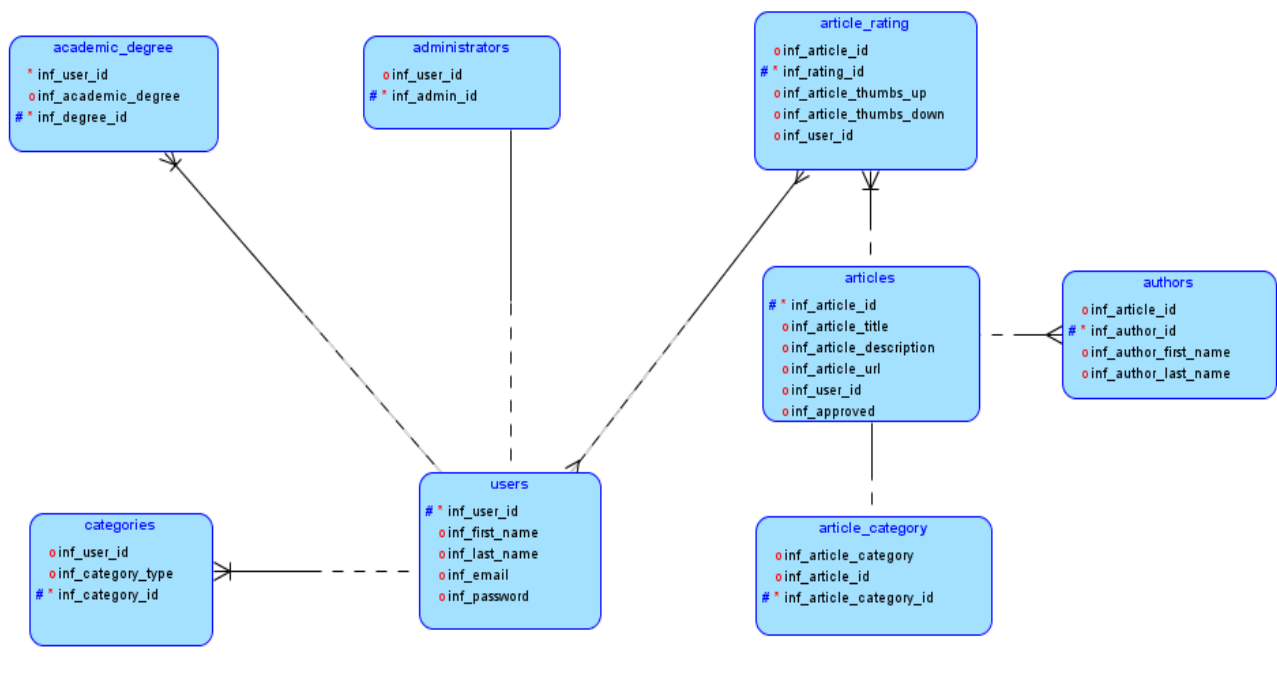 academic_degree
* inf_user_id
o inf_academic_degree
# * inf_degree_id
administrators
o inf_user_id
# * inf_admin_id
article_rating
o inf_article_id
# * inf_rating_id
o inf_article_thumbs_up
o inf_article_thumbs_down
o inf_user_id
articles
# * inf_article_id
o inf_article_title
o inf_article_description
o inf_article_url
o inf_user_id
o inf_approved
authors
o inf_article_id
# * inf_author_id
o inf_author_first_name
o inf_author_last_name
users
# * inf_user_id
o inf_first_name
o inf_last_name
o inf_email
o inf_password
categories
o inf_user_id
o inf_category_type
# * inf_category_id
article_category
o inf_article_category
o inf_article_id
# * inf_article_category_id